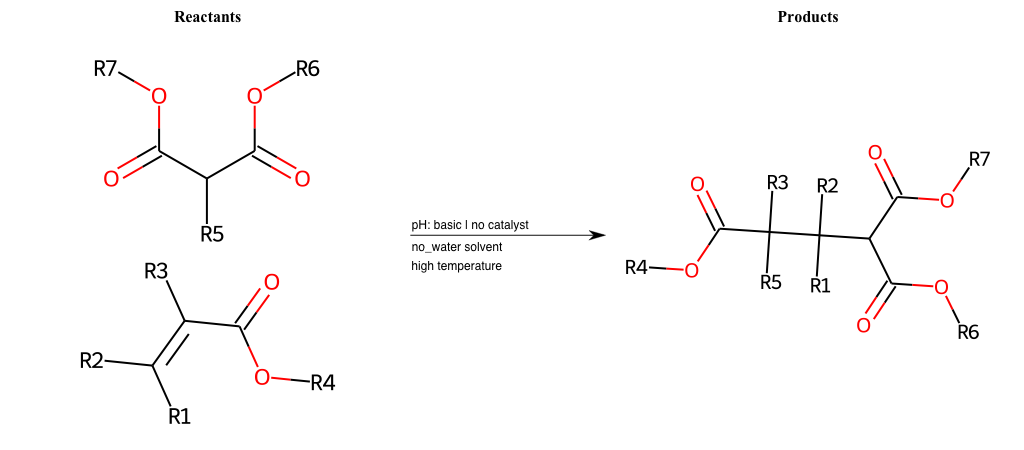 Reactants
Products
R7
O
O
R6
O
O
R5
R3
O
R2
O
R4
R1
pH: basic | no catalyst
no_water solvent
high temperature
O
R3
R2
R4
O
R5
R1
O
R7
O
O
O
R6